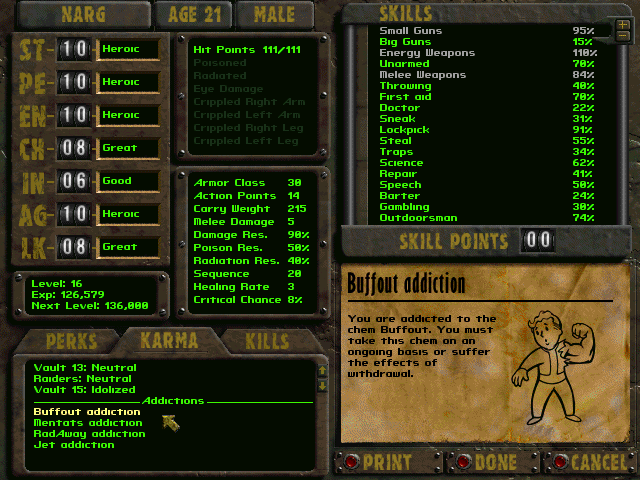 NARG
AGE 21
MALE
ST 10 Heroic
PE 10 Heroic
EN 10 Heroic
CH 08 Great
IN 06 Good
AG 10 Heroic
LK 08 Great
Level: 16
Exp: 126,579
Next Level: 136,000
Hit Points 111/111
Poisoned
Radiated
Eye Damage
Crippled Right Arm
Crippled Left Arm
Crippled Right Leg
Crippled Left Leg
Armor Class 30
Action Points 14
Carry Weight 215
Melee Damage 5
Damage Res. 90%
Poison Res. 50%
Radiation Res. 40%
Sequence 20
Healing Rate 3
Critical Chance 8%
SKILLS
Small Guns 95%
Big Guns 15%
Energy Weapons 110%
Unarmed 70%
Melee Weapons 84%
Throwing 40%
First aid 70%
Doctor 22%
Sneak 31%
Lockpick 91%
Steal 55%
Traps 34%
Science 62%
Repair 41%
Speech 50%
Barter 24%
Gambling 30%
Outdoorsman 74%
SKILL POINTS 00
PERKS
KARMA
KILLS
Vault 13: Neutral
Raiders: Neutral
Vault 15: Idolized
Addictions
Buffout addiction
Mentats addiction
RadAway addiction
Jet addiction
Buffout addiction
You are addicted to the
chem Buffout. You must
take this chem on an
ongoing basis or suffer
the effects of
withdrawal.
PRINT
DONE
CANCEL